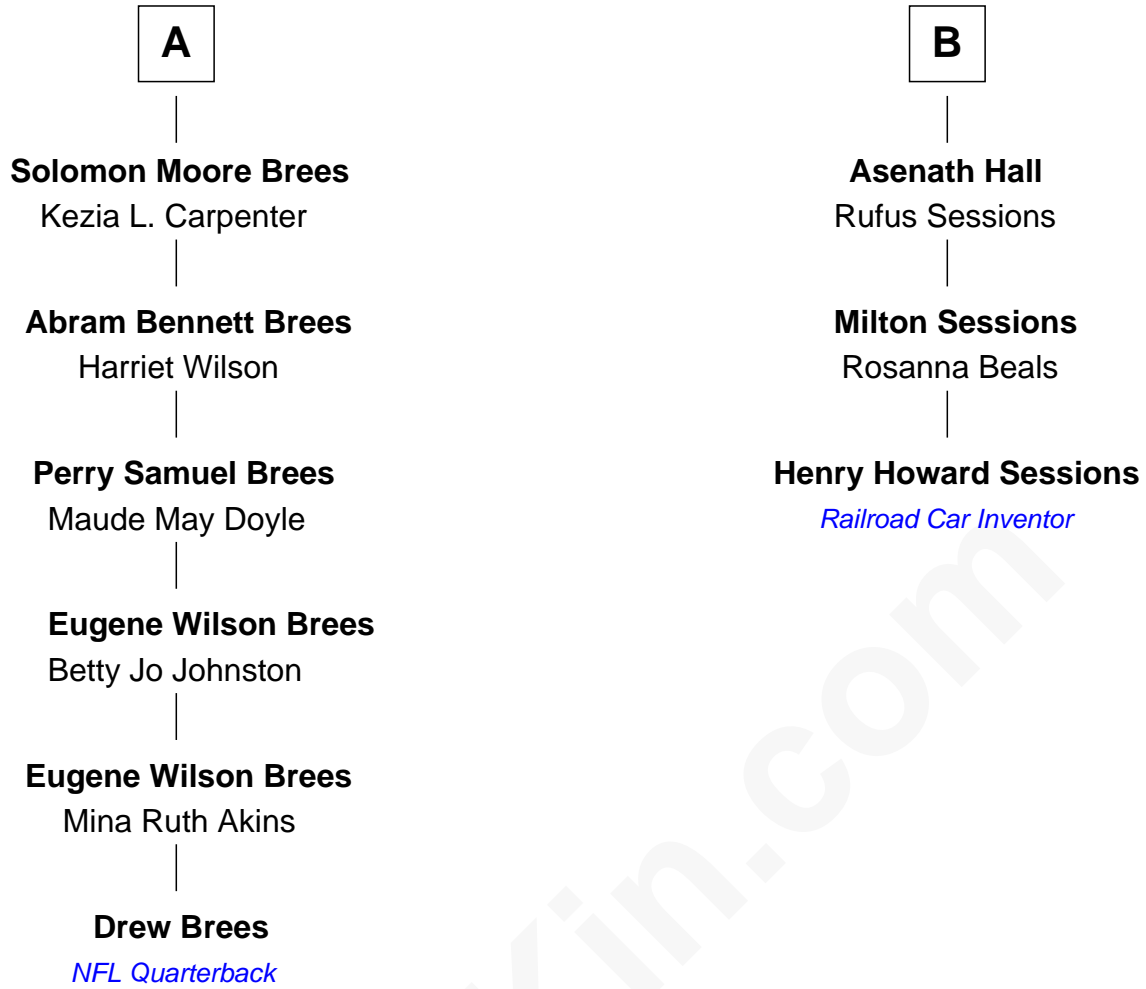 A
Solomon Moore Brees
Kezia L. Carpenter
Abram Bennett Brees
Harriet Wilson
Perry Samuel Brees
Maude May Doyle
Eugene Wilson Brees
Betty Jo Johnston
Eugene Wilson Brees
Mina Ruth Akins
Drew Brees
NFL Quarterback
B
Asenath Hall
Rufus Sessions
Milton Sessions
Rosanna Beals
Henry Howard Sessions
Railroad Car Inventor
Kin.com